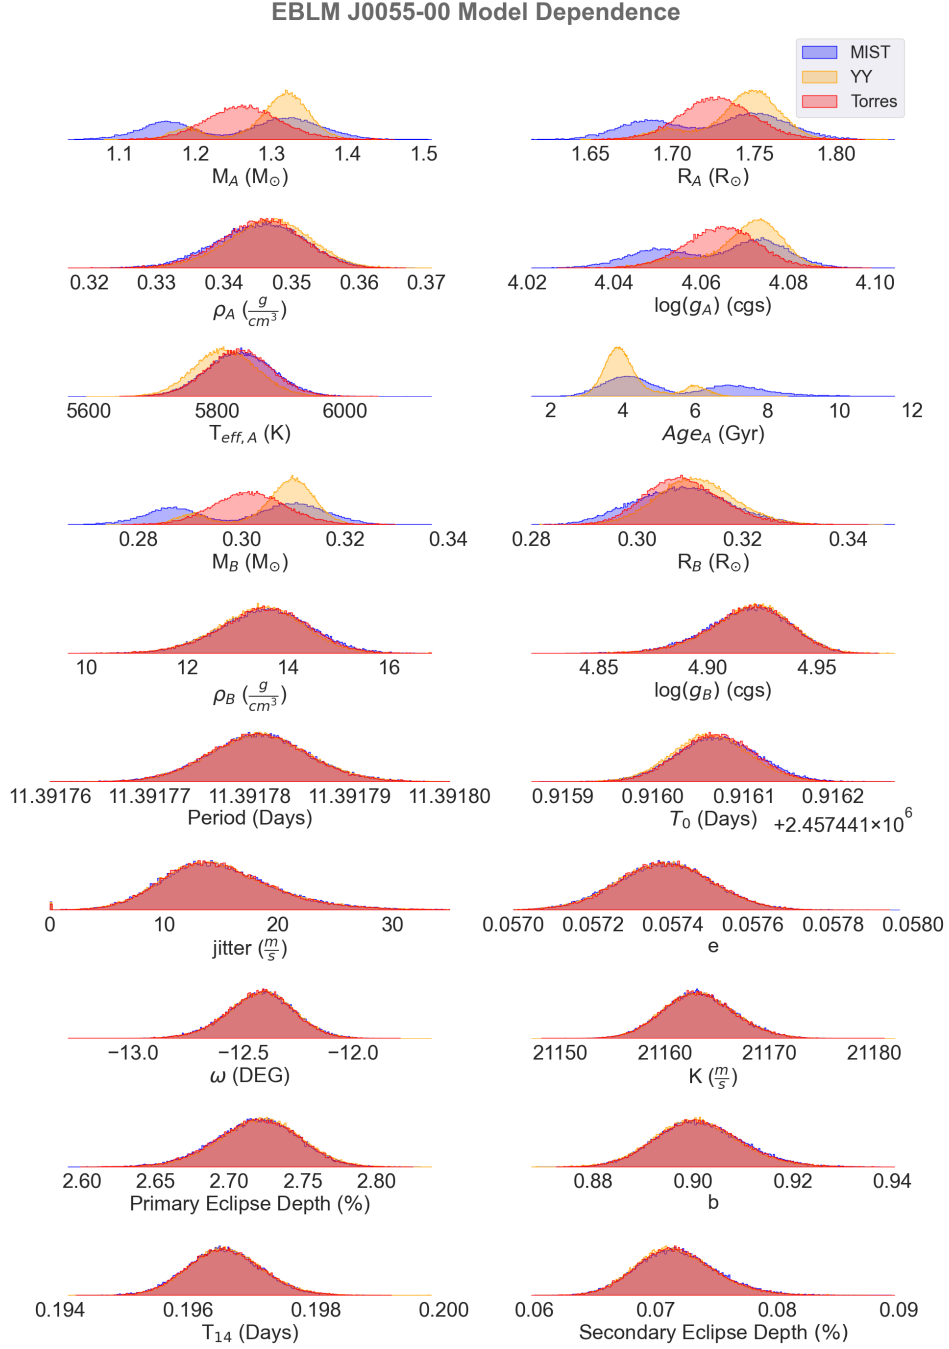 EBLM J0055-00 Model Dependence
MIST
YY
Torres
1.1 1.2 1.3 1.4 1.5
M_A (M_⊙)
1.65 1.70 1.75 1.80
R_A (R_⊙)
0.32 0.33 0.34 0.35 0.36 0.37
ρ_A (g/cm³)
4.02 4.04 4.06 4.08 4.10
log(g_A) (cgs)
5600 5800 6000
T_eff,A (K)
2 4 6 8 10 12
Age_A (Gyr)
0.28 0.30 0.32 0.34
M_B (M_⊙)
0.28 0.30 0.32 0.34
R_B (R_⊙)
10 12 14 16
ρ_B (g/cm³)
4.85 4.90 4.95
log(g_B) (cgs)
11.39176 11.39177 11.39178 11.39179 11.39180
Period (Days)
0.9159 0.9160 0.9161 0.9162
T_0 (Days) +2.457441×10⁶
0 10 20 30
jitter (m/s)
0.0570 0.0572 0.0574 0.0576 0.0578 0.0580
e
−13.0 −12.5 −12.0
ω (DEG)
21150 21160 21170 21180
K (m/s)
2.60 2.65 2.70 2.75 2.80
Primary Eclipse Depth (%)
0.88 0.90 0.92 0.94
b
0.194 0.196 0.198 0.200
T_14 (Days)
0.06 0.07 0.08 0.09
Secondary Eclipse Depth (%)